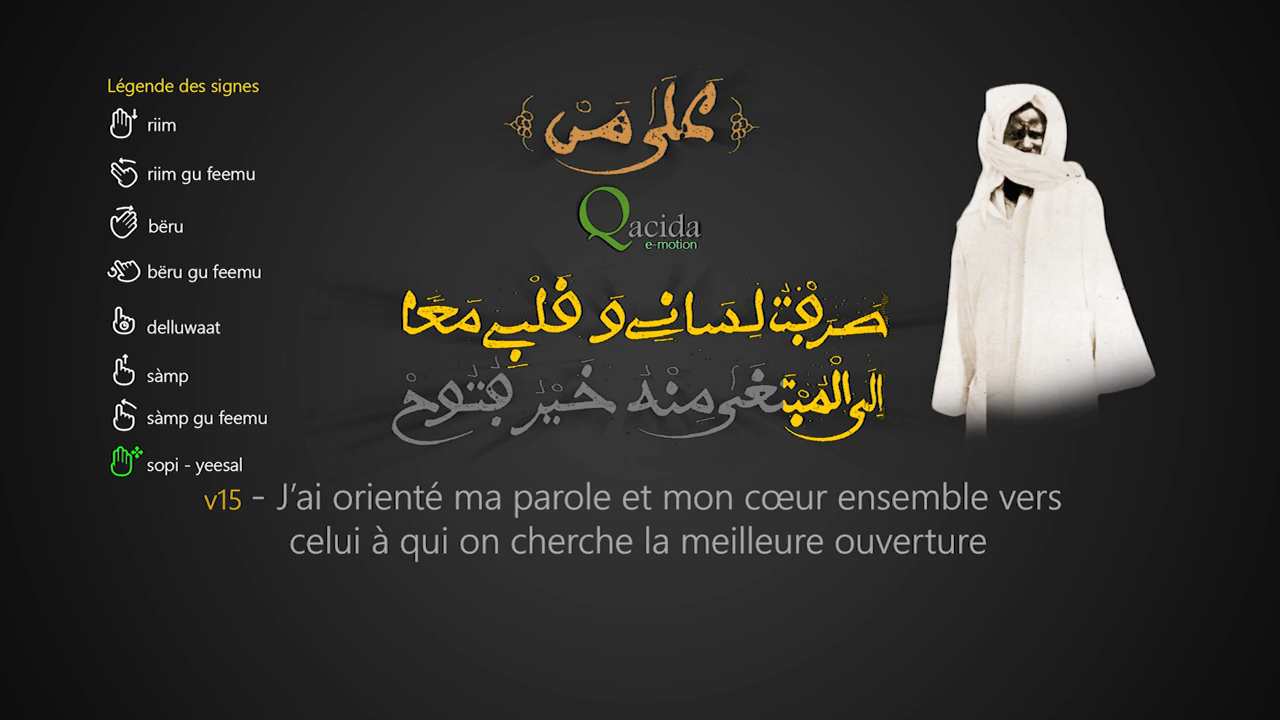 Légende des signes
riim
riim gu feemu
bëru
bëru gu feemu
delluwaat
sàmp
sàmp gu feemu
sopi - yeesal
عَلَى مَنْ
Qacida
e-motion
صَرَفْتُ لِسَانِي وَقَلْبِي مَعَا
إِلَى الْمُبْتَغَى مِنْهُ خَيْرُ فُتُوحْ
v15 - J’ai orienté ma parole et mon cœur ensemble vers
celui à qui on cherche la meilleure ouverture